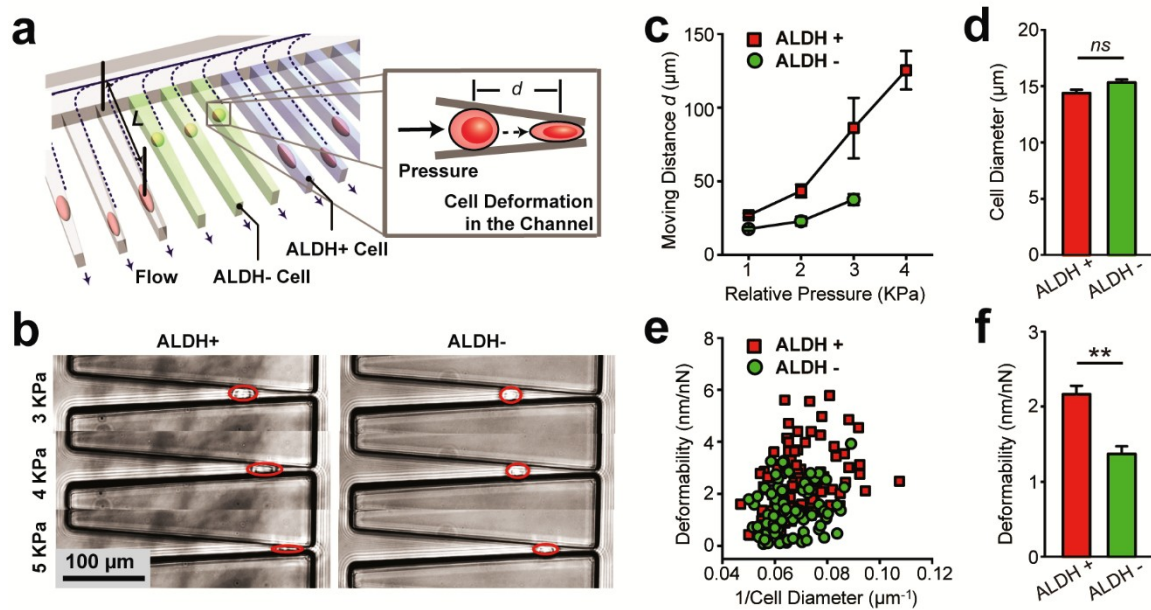 a
L
d
Pressure
Cell Deformation
in the Channel
ALDH+ Cell
Flow
ALDH- Cell
b
ALDH+
ALDH-
3 KPa
4 KPa
5 KPa
100 µm
c
ALDH +
ALDH -
Moving Distance d (µm)
150
100
50
0
1 2 3 4
Relative Pressure (KPa)
d
ns
Cell Diameter (µm)
20
15
10
5
0
ALDH +
ALDH -
e
ALDH +
ALDH -
Deformability (nm/nN)
8
6
4
2
0
0.04 0.06 0.08 0.10 0.12
1/Cell Diameter (µm⁻¹)
f
**
Deformability (nm/nN)
3
2
1
0
ALDH +
ALDH -